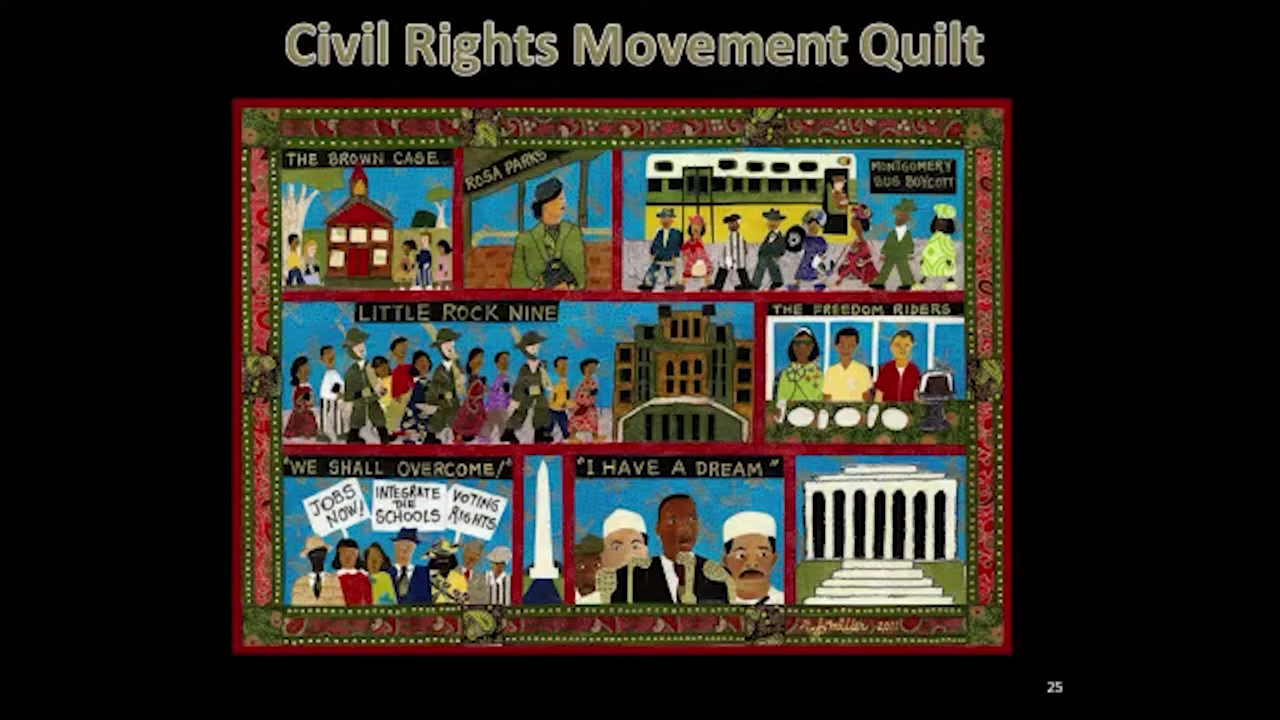 Civil Rights Movement Quilt
THE BROWN CASE
ROSA PARKS
MONTGOMERY
BUS BOYCOTT
LITTLE ROCK NINE
THE FREEDOM RIDERS
"WE SHALL OVERCOME!"
JOBS
NOW!
INTEGRATE
THE
SCHOOLS
VOTING
RIGHTS
"I HAVE A DREAM"
2011
25